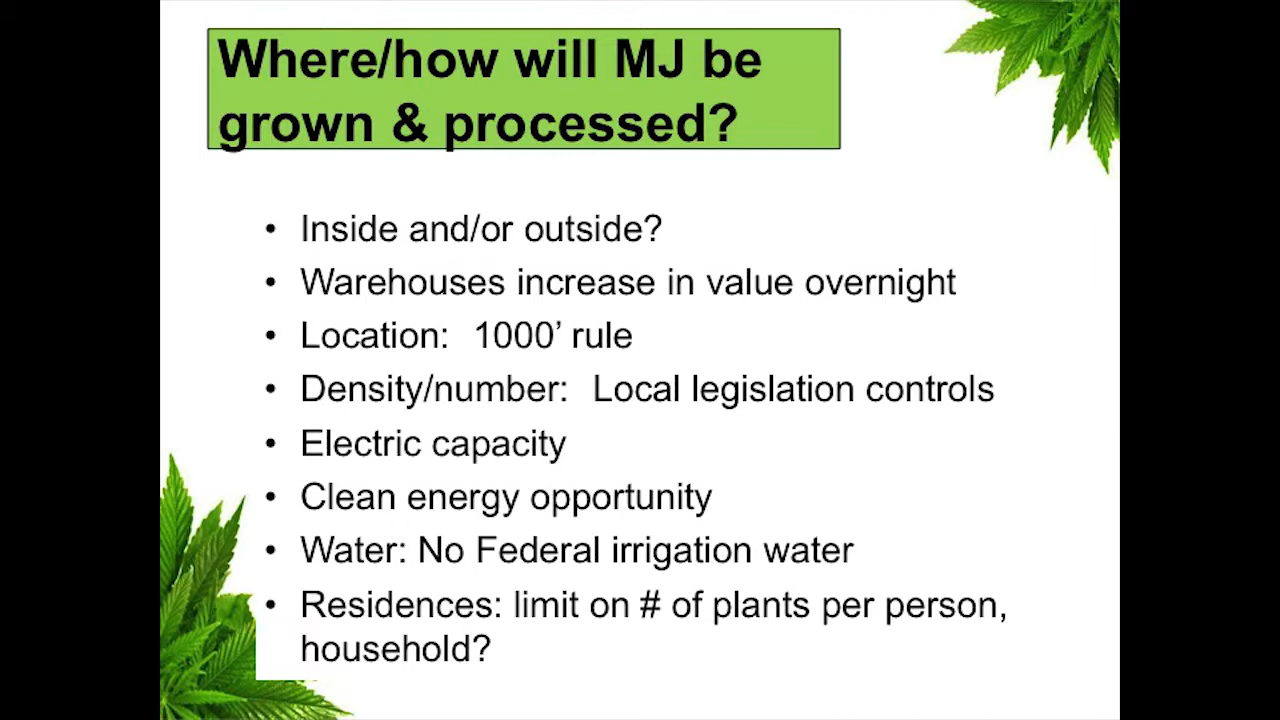 Where/how will MJ be
grown & processed?
• Inside and/or outside?
• Warehouses increase in value overnight
• Location:  1000’ rule
• Density/number:  Local legislation controls
• Electric capacity
• Clean energy opportunity
• Water: No Federal irrigation water
• Residences: limit on # of plants per person,
household?